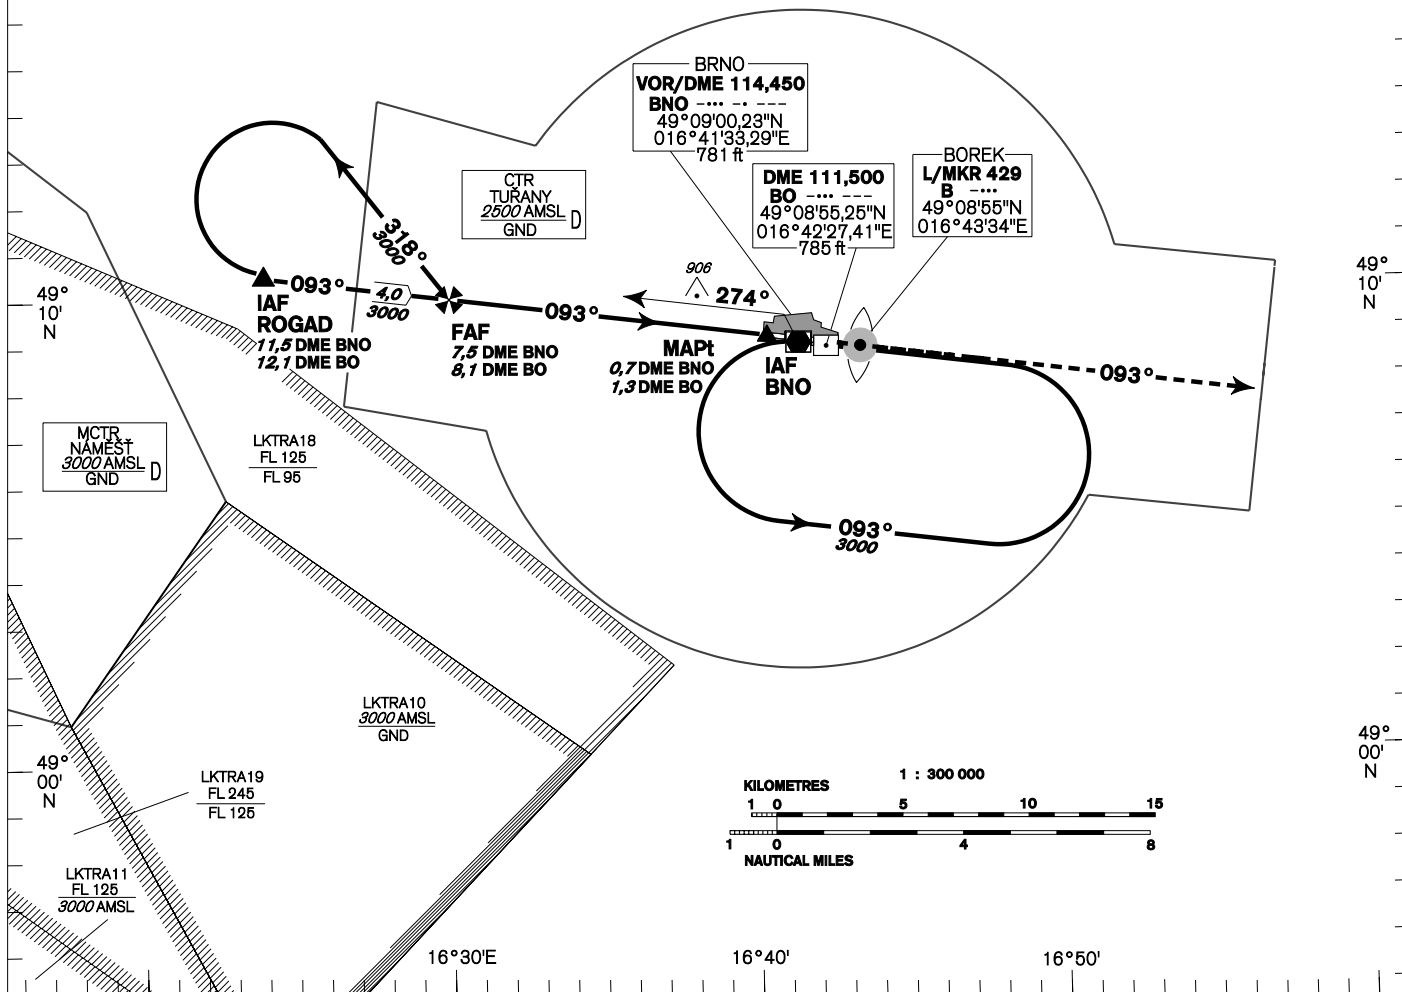 BRNO
VOR/DME 114,450
BNO -••• -• ---
49°09'00,23"N
016°41'33,29"E
781 ft
DME 111,500
BO -••• ---
49°08'55,25"N
016°42'27,41"E
785 ft
BOREK
L/MKR 429
B -•••
49°08'55"N
016°43'34"E
CTR
TUŘANY
2500 AMSL
GND
D
318°
3000
093°
4,0
3000
IAF
ROGAD
11,5 DME BNO
12,1 DME BO
FAF
7,5 DME BNO
8,1 DME BO
093°
906
274°
MAPt
0,7 DME BNO
1,3 DME BO
IAF
BNO
093°
093°
3000
49°
10'
N
49°
10'
N
MCTR
NÁMĚŠŤ
3000 AMSL
GND
D
LKTRA18
FL 125
FL 95
LKTRA10
3000 AMSL
GND
LKTRA19
FL 245
FL 125
LKTRA11
FL 125
3000 AMSL
49°
00'
N
49°
00'
N
1 : 300 000
KILOMETRES
1 0 5 10 15
1 0 4 8
NAUTICAL MILES
16°30'E
16°40'
16°50'